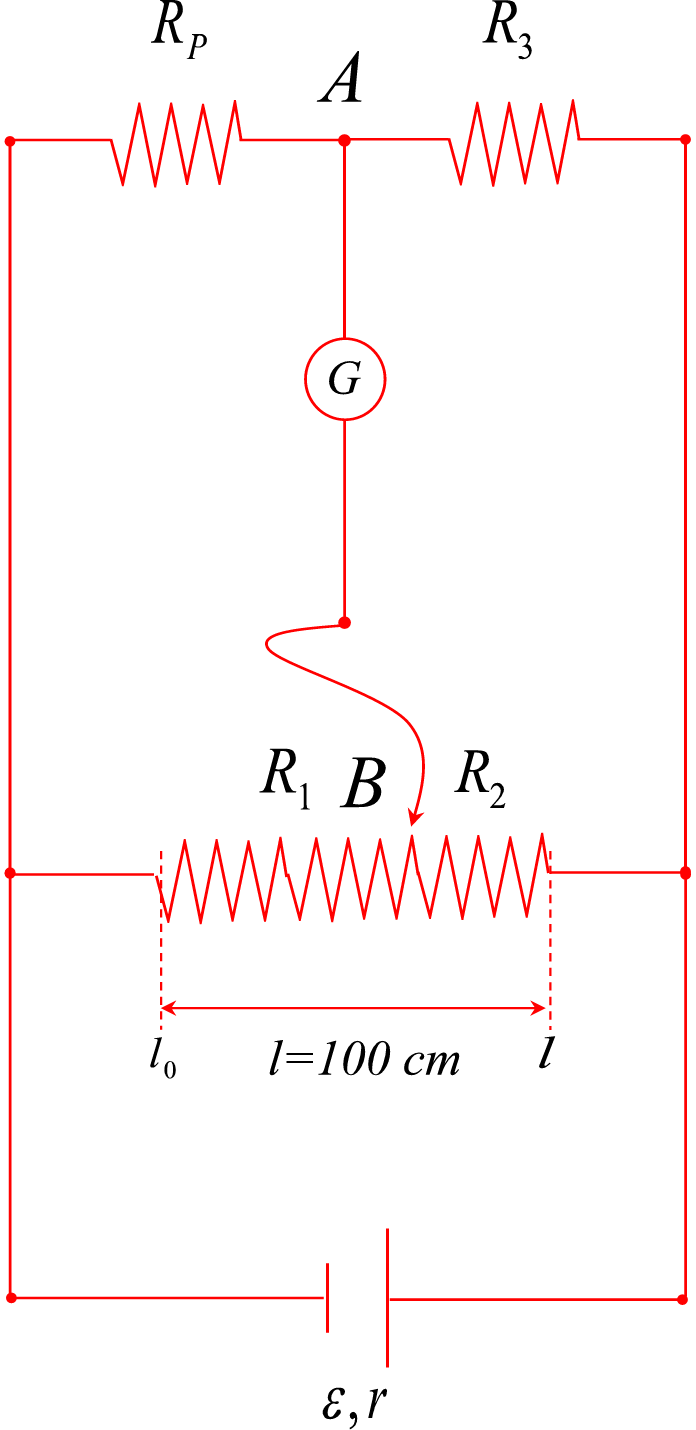 R_P A R_3
G
R_1 B R_2
l_0 l=100 cm l
ε,r